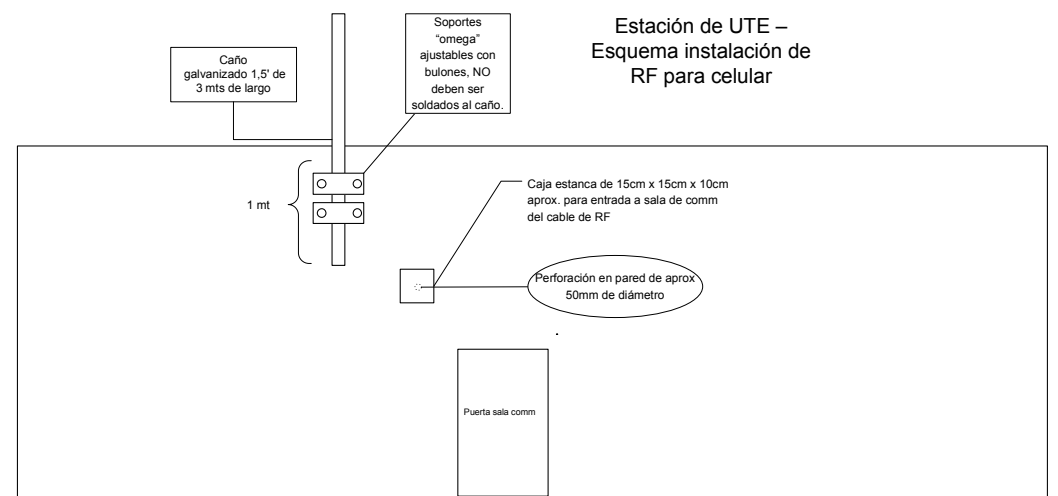 Estación de UTE –
Esquema instalación de
RF para celular
Soportes
“omega”
ajustables con
bulones, NO
deben ser
soldados al caño.
Caño
galvanizado 1,5' de
3 mts de largo
1 mt
Caja estanca de 15cm x 15cm x 10cm
aprox. para entrada a sala de comm
del cable de RF
Perforación en pared de aprox
50mm de diámetro
.
Puerta sala comm